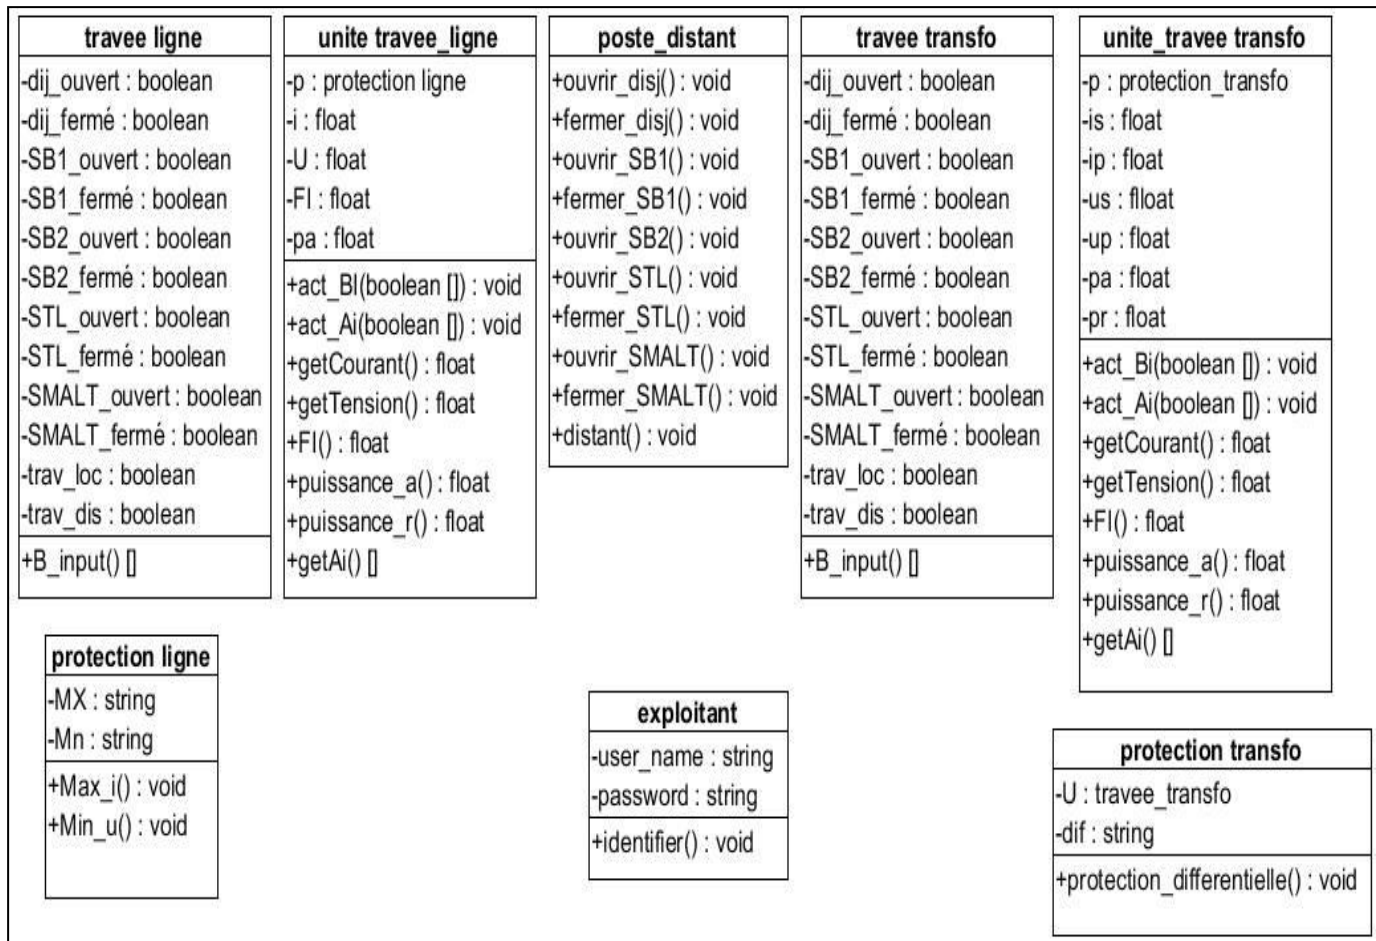 travee ligne
-dij_ouvert : boolean
-dij_fermé : boolean
-SB1_ouvert : boolean
-SB1_fermé : boolean
-SB2_ouvert : boolean
-SB2_fermé : boolean
-STL_ouvert : boolean
-STL_fermé : boolean
-SMALT_ouvert : boolean
-SMALT_fermé : boolean
-trav_loc : boolean
-trav_dis : boolean
+B_input() []
unite travee_ligne
-p : protection ligne
-i : float
-U : float
-FI : float
-pa : float
+act_BI(boolean []) : void
+act_Ai(boolean []) : void
+getCourant() : float
+getTension() : float
+FI() : float
+puissance_a() : float
+puissance_r() : float
+getAi() []
poste_distant
+ouvrir_disj() : void
+fermer_disj() : void
+ouvrir_SB1() : void
+fermer_SB1() : void
+ouvrir_SB2() : void
+ouvrir_STL() : void
+fermer_STL() : void
+ouvrir_SMALT() : void
+fermer_SMALT() : void
+distant() : void
travee transfo
-dij_ouvert : boolean
-dij_fermé : boolean
-SB1_ouvert : boolean
-SB1_fermé : boolean
-SB2_ouvert : boolean
-SB2_fermé : boolean
-STL_ouvert : boolean
-STL_fermé : boolean
-SMALT_ouvert : boolean
-SMALT_fermé : boolean
-trav_loc : boolean
-trav_dis : boolean
+B_input() []
unite_travee transfo
-p : protection_transfo
-is : float
-ip : float
-us : flloat
-up : float
-pa : float
-pr : float
+act_Bi(boolean []) : void
+act_Ai(boolean []) : void
+getCourant() : float
+getTension() : float
+FI() : float
+puissance_a() : float
+puissance_r() : float
+getAi() []
protection ligne
-MX : string
-Mn : string
+Max_i() : void
+Min_u() : void
exploitant
-user_name : string
-password : string
+identifier() : void
protection transfo
-U : travee_transfo
-dif : string
+protection_differentielle() : void